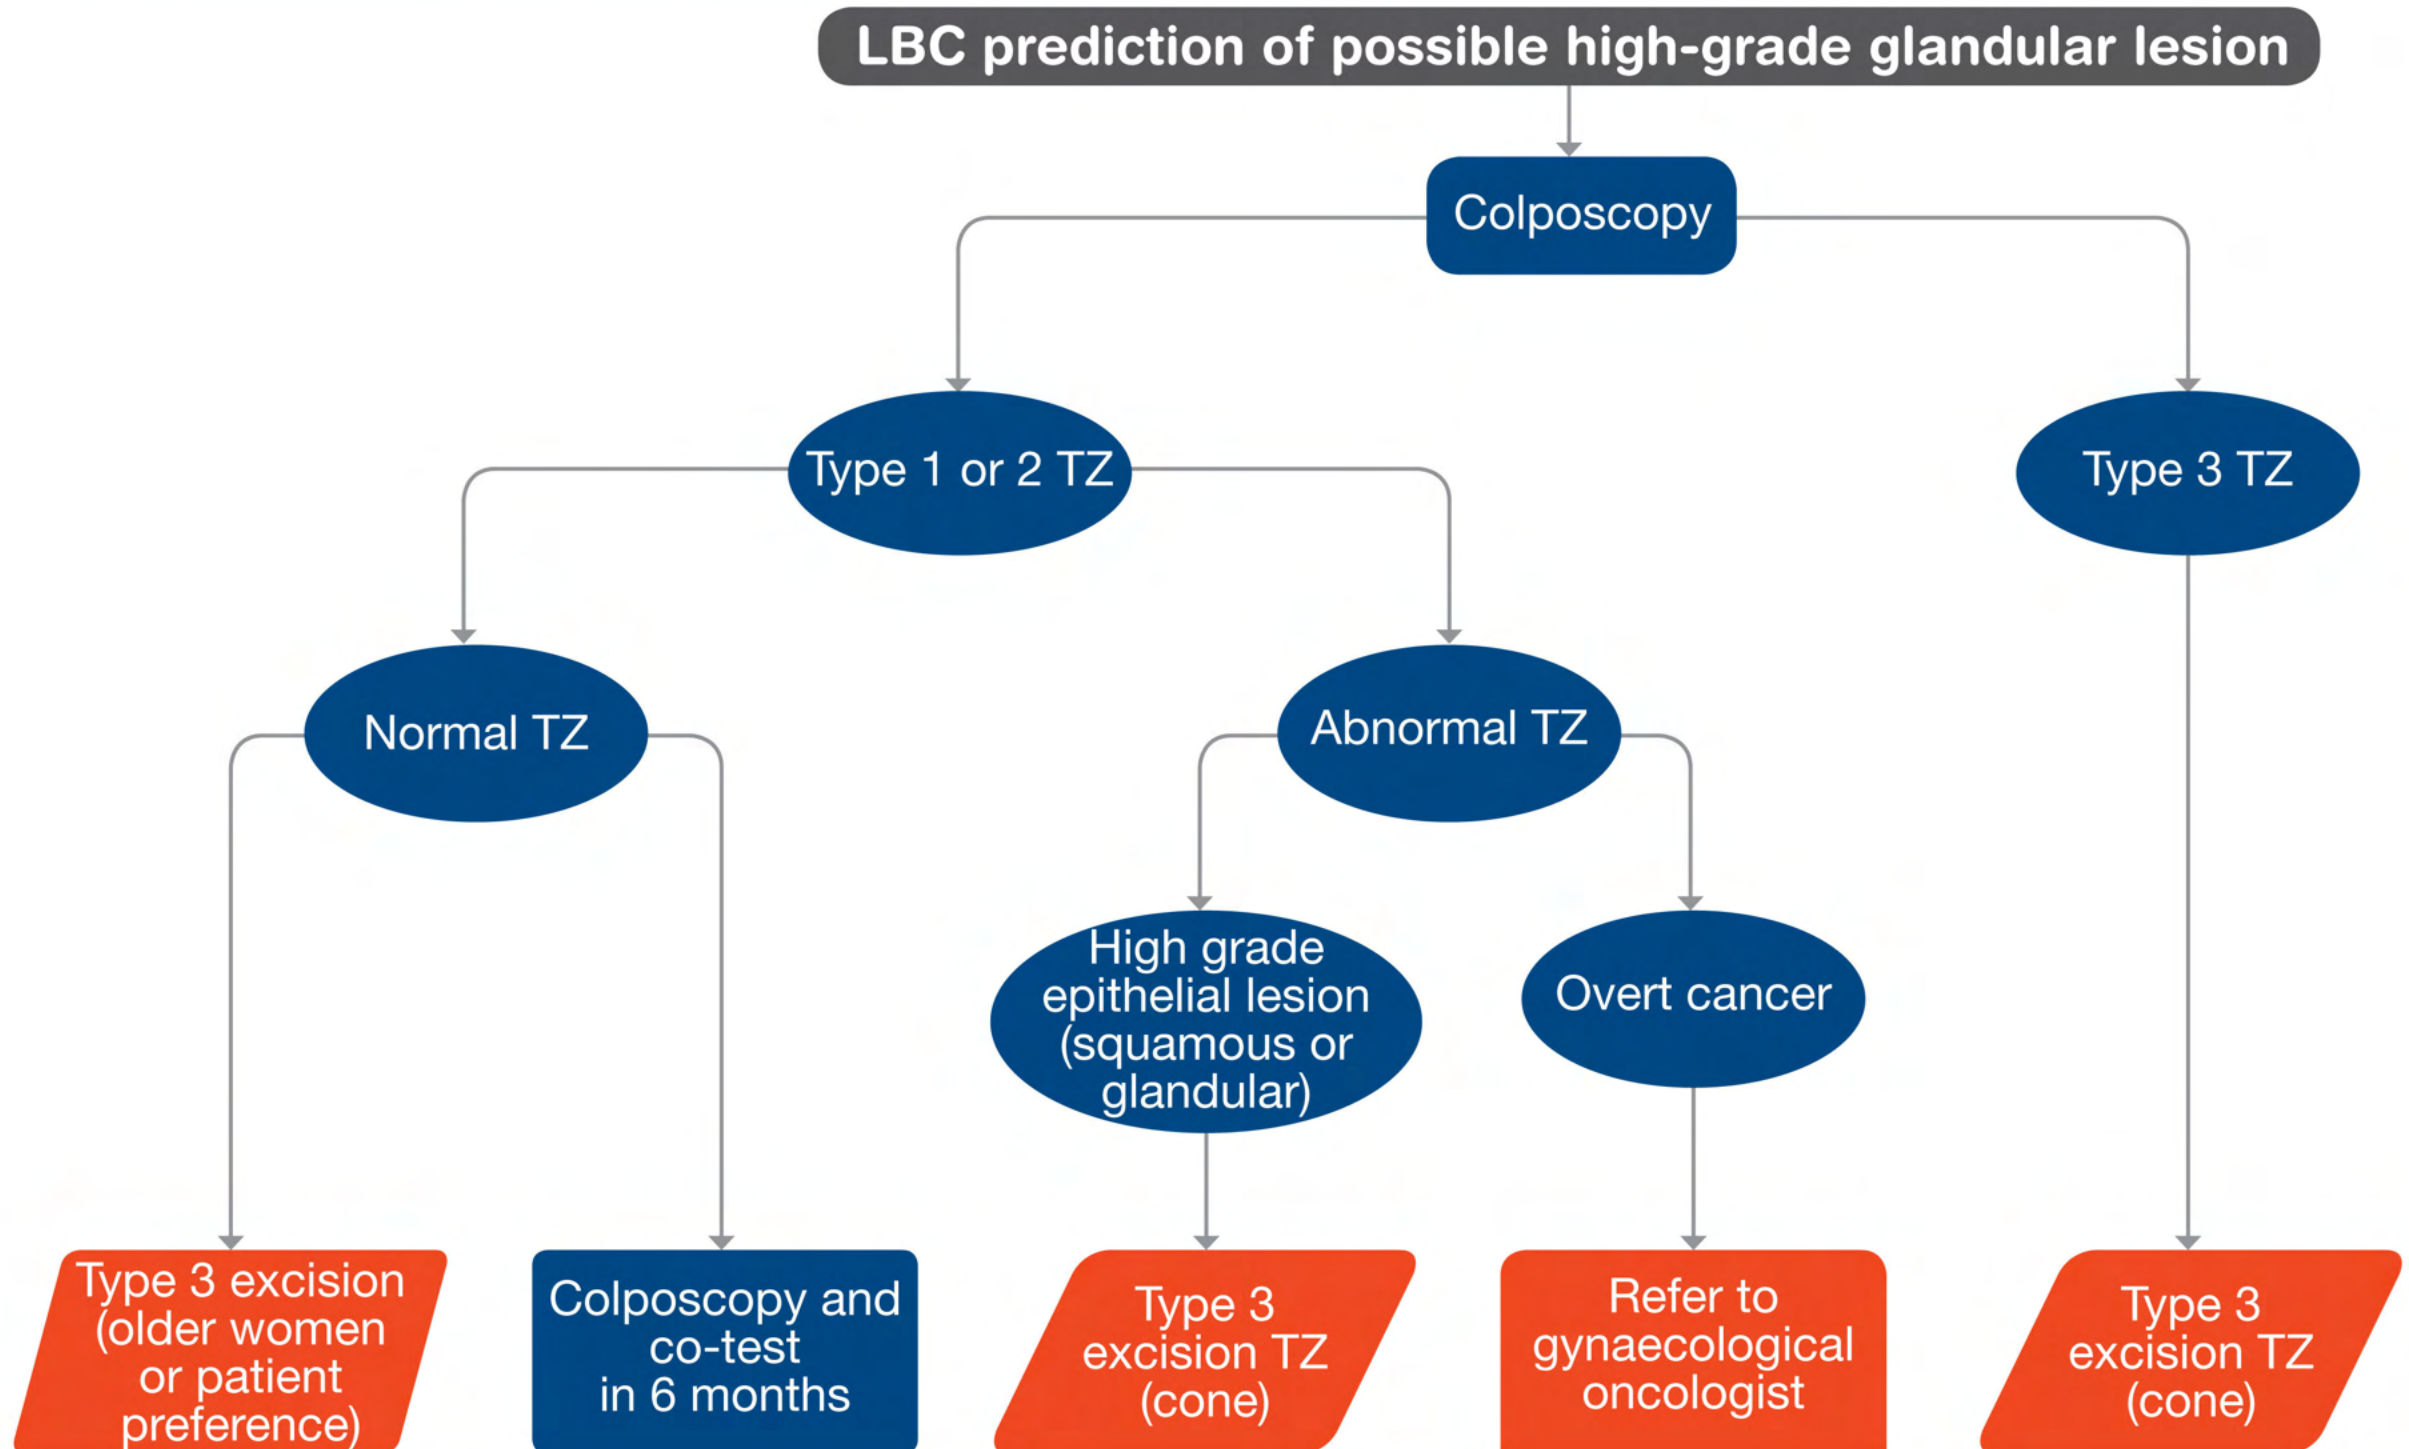 LBC prediction of possible high-grade glandular lesion
Colposcopy
Type 1 or 2 TZ
Type 3 TZ
Normal TZ
Abnormal TZ
High grade
epithelial lesion
(squamous or
glandular)
Overt cancer
Type 3 excision
(older women
or patient
preference)
Colposcopy and
co-test
in 6 months
Type 3
excision TZ
(cone)
Refer to
gynaecological
oncologist
Type 3
excision TZ
(cone)